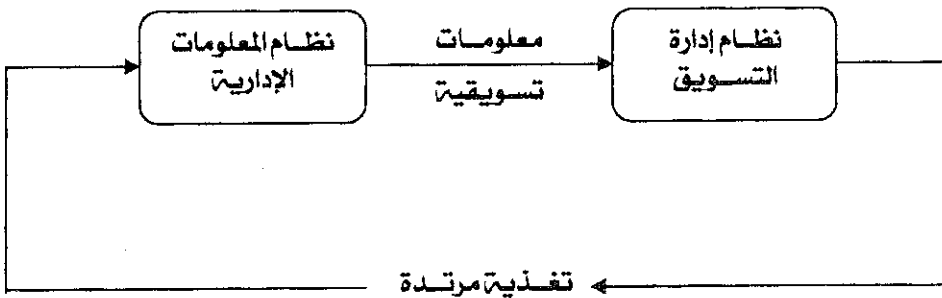 نظام إدارة
التسويق
معلومات
تسويقية
نظام المعلومات
الإدارية
تغذية مرتدة